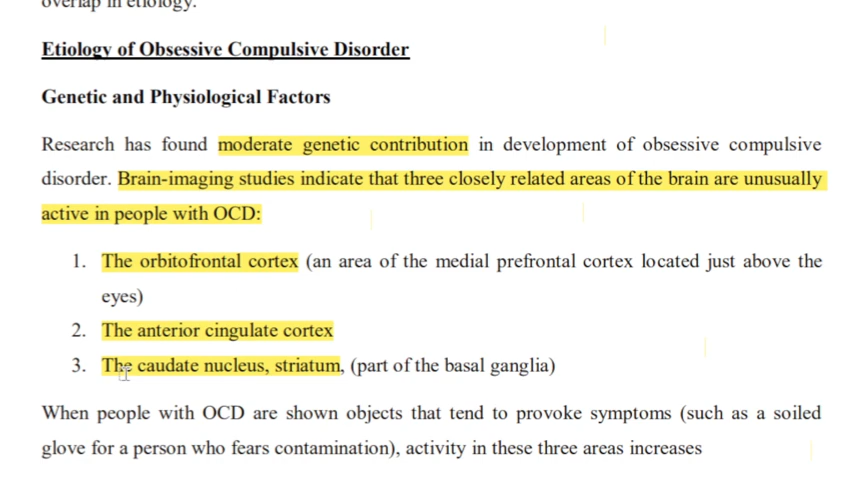 overlap in etiology.
Etiology of Obsessive Compulsive Disorder
Genetic and Physiological Factors
Research has found moderate genetic contribution in development of obsessive compulsive
disorder. Brain-imaging studies indicate that three closely related areas of the brain are unusually
active in people with OCD:
1. The orbitofrontal cortex (an area of the medial prefrontal cortex located just above the
eyes)
2. The anterior cingulate cortex
3. The caudate nucleus, striatum, (part of the basal ganglia)
When people with OCD are shown objects that tend to provoke symptoms (such as a soiled
glove for a person who fears contamination), activity in these three areas increases